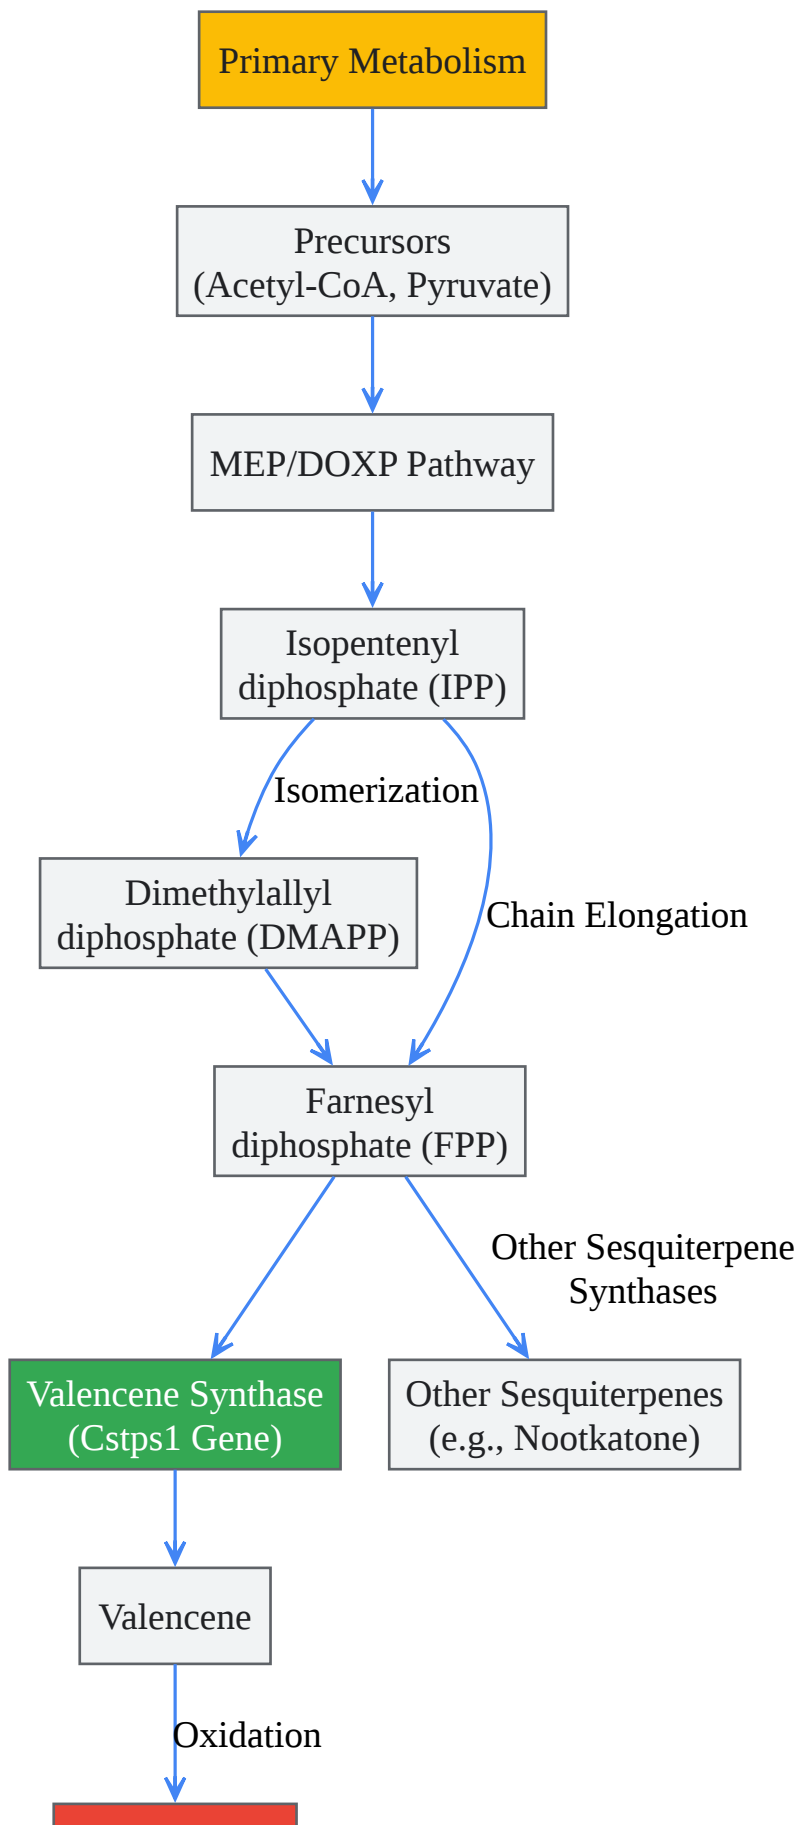 Primary Metabolism
Precursors
(Acetyl-CoA, Pyruvate)
MEP/DOXP Pathway
Isopentenyl
diphosphate (IPP)
Isomerization
Dimethylallyl
diphosphate (DMAPP)
Chain Elongation
Farnesyl
diphosphate (FPP)
Other Sesquiterpene
Synthases
Valencene Synthase
(Cstps1 Gene)
Other Sesquiterpenes
(e.g., Nootkatone)
Valencene
Oxidation